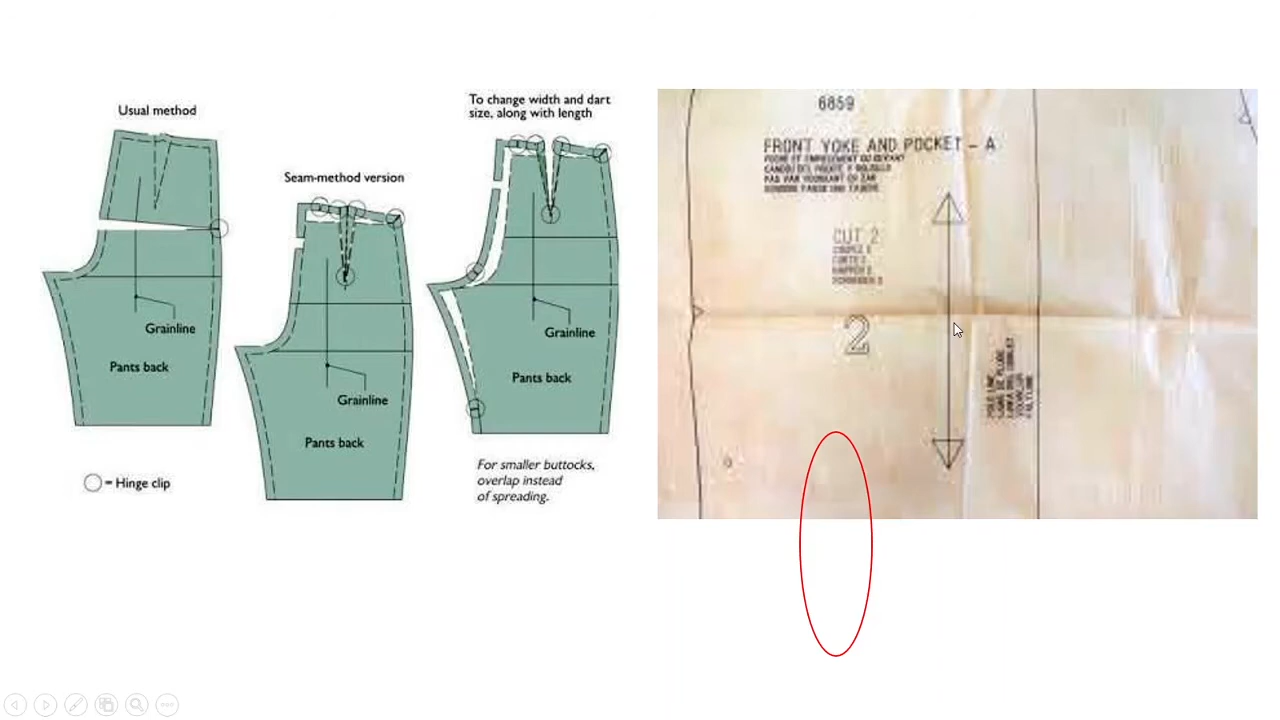 Usual method
Seam-method version
To change width and dart
size, along with length
Grainline
Pants back
Grainline
Pants back
Grainline
Pants back
= Hinge clip
For smaller buttocks,
overlap instead
of spreading.
6859
FRONT YOKE AND POCKET - A
CUT 2
2